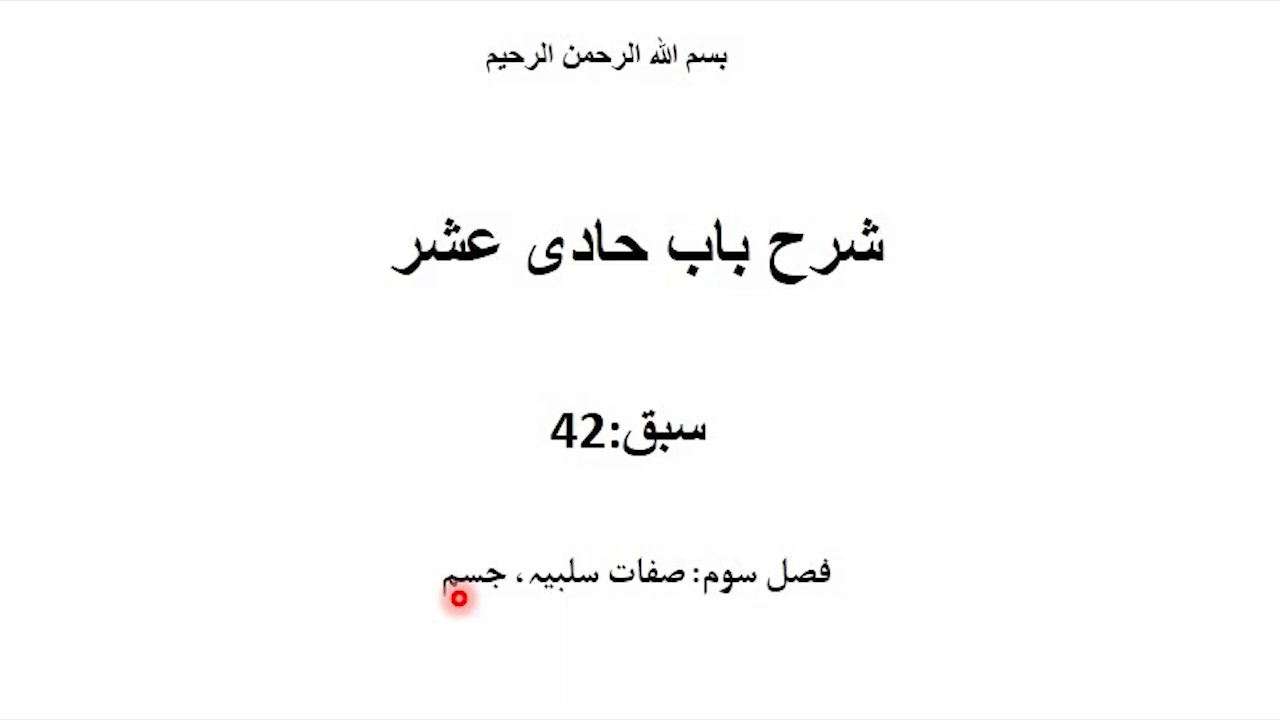 بسم الله الرحمن الرحیم
شرح باب حادی عشر
سبق:42
فصل سوم: صفات سلبیہ، جسم